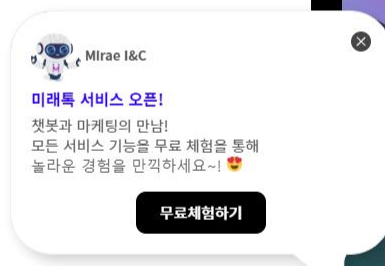 MIrae I&C
미래톡 서비스 오픈!
챗봇과 마케팅의 만남!
모든 서비스 기능을 무료 체험을 통해
놀라운 경험을 만끽하세요~! 😍
무료체험하기